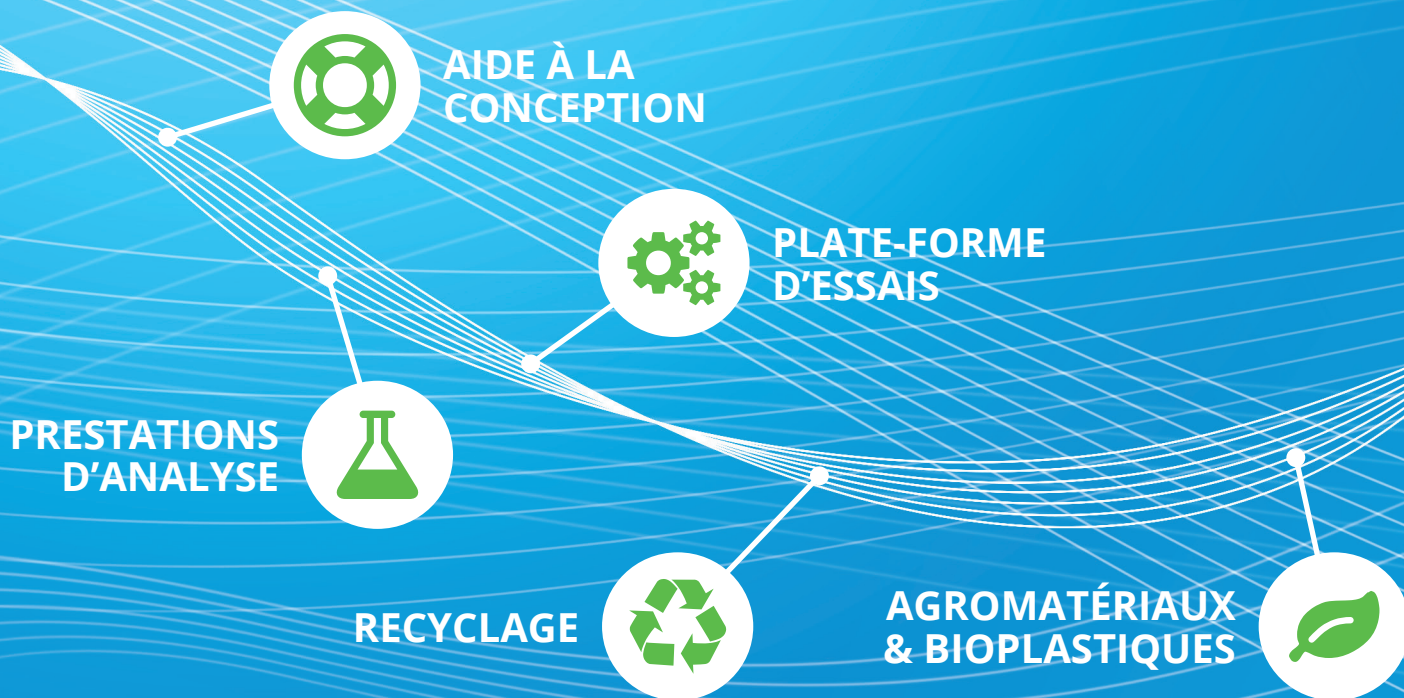 AIDE À LA
CONCEPTION
PLATE-FORME
D’ESSAIS
PRESTATIONS
D’ANALYSE
RECYCLAGE
AGROMATÉRIAUX
& BIOPLASTIQUES